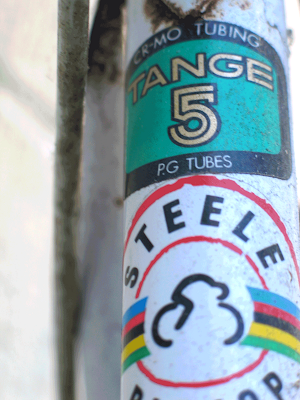 CR-MO TUBING
TANGE
5
P.G TUBES
STEELE